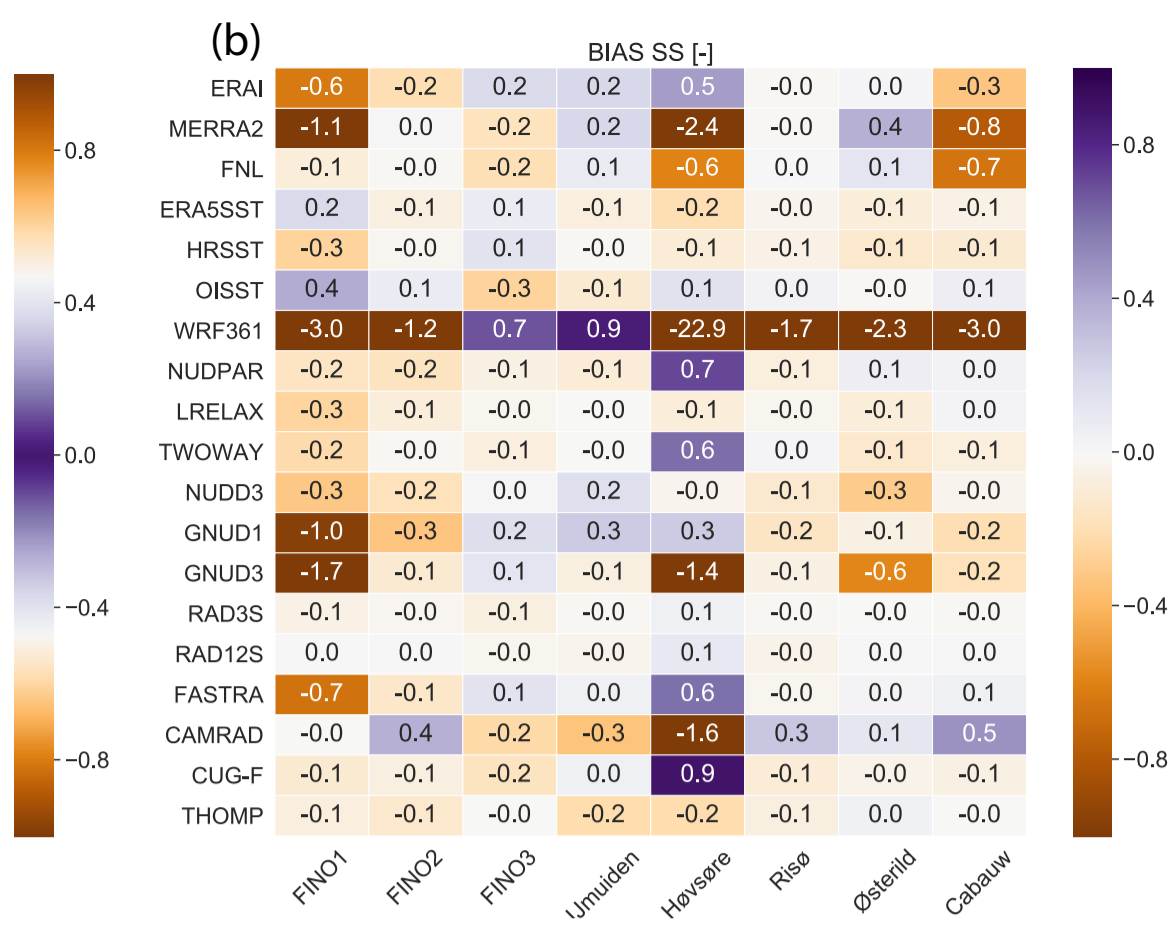 (b)
BIAS SS [-]
0.8
0.4
0.0
−0.4
−0.8
ERAI -0.6 -0.2 0.2 0.2 0.5 -0.0 0.0 -0.3
MERRA2 -1.1 0.0 -0.2 0.2 -2.4 -0.0 0.4 -0.8
FNL -0.1 -0.0 -0.2 0.1 -0.6 0.0 0.1 -0.7
ERA5SST 0.2 -0.1 0.1 -0.1 -0.2 -0.0 -0.1 -0.1
HRSST -0.3 -0.0 0.1 -0.0 -0.1 -0.1 -0.1 -0.1
OISST 0.4 0.1 -0.3 -0.1 0.1 0.0 -0.0 0.1
WRF361 -3.0 -1.2 0.7 0.9 -22.9 -1.7 -2.3 -3.0
NUDPAR -0.2 -0.2 -0.1 -0.1 0.7 -0.1 0.1 0.0
LRELAX -0.3 -0.1 -0.0 -0.0 -0.1 -0.0 -0.1 0.0
TWOWAY -0.2 -0.0 -0.1 -0.0 0.6 0.0 -0.1 -0.1
NUDD3 -0.3 -0.2 0.0 0.2 -0.0 -0.1 -0.3 -0.0
GNUD1 -1.0 -0.3 0.2 0.3 0.3 -0.2 -0.1 -0.2
GNUD3 -1.7 -0.1 0.1 -0.1 -1.4 -0.1 -0.6 -0.2
RAD3S -0.1 -0.0 -0.1 -0.0 0.1 -0.0 -0.0 -0.0
RAD12S 0.0 0.0 -0.0 -0.0 0.1 -0.0 0.0 0.0
FASTRA -0.7 -0.1 0.1 0.0 0.6 -0.0 0.0 0.1
CAMRAD -0.0 0.4 -0.2 -0.3 -1.6 0.3 0.1 0.5
CUG-F -0.1 -0.1 -0.2 0.0 0.9 -0.1 -0.0 -0.1
THOMP -0.1 -0.1 -0.0 -0.2 -0.2 -0.1 0.0 -0.0
FINO1 FINO2 FINO3 IJmuiden Høvsøre Risø Østerild Cabauw
0.8
0.4
0.0
−0.4
−0.8